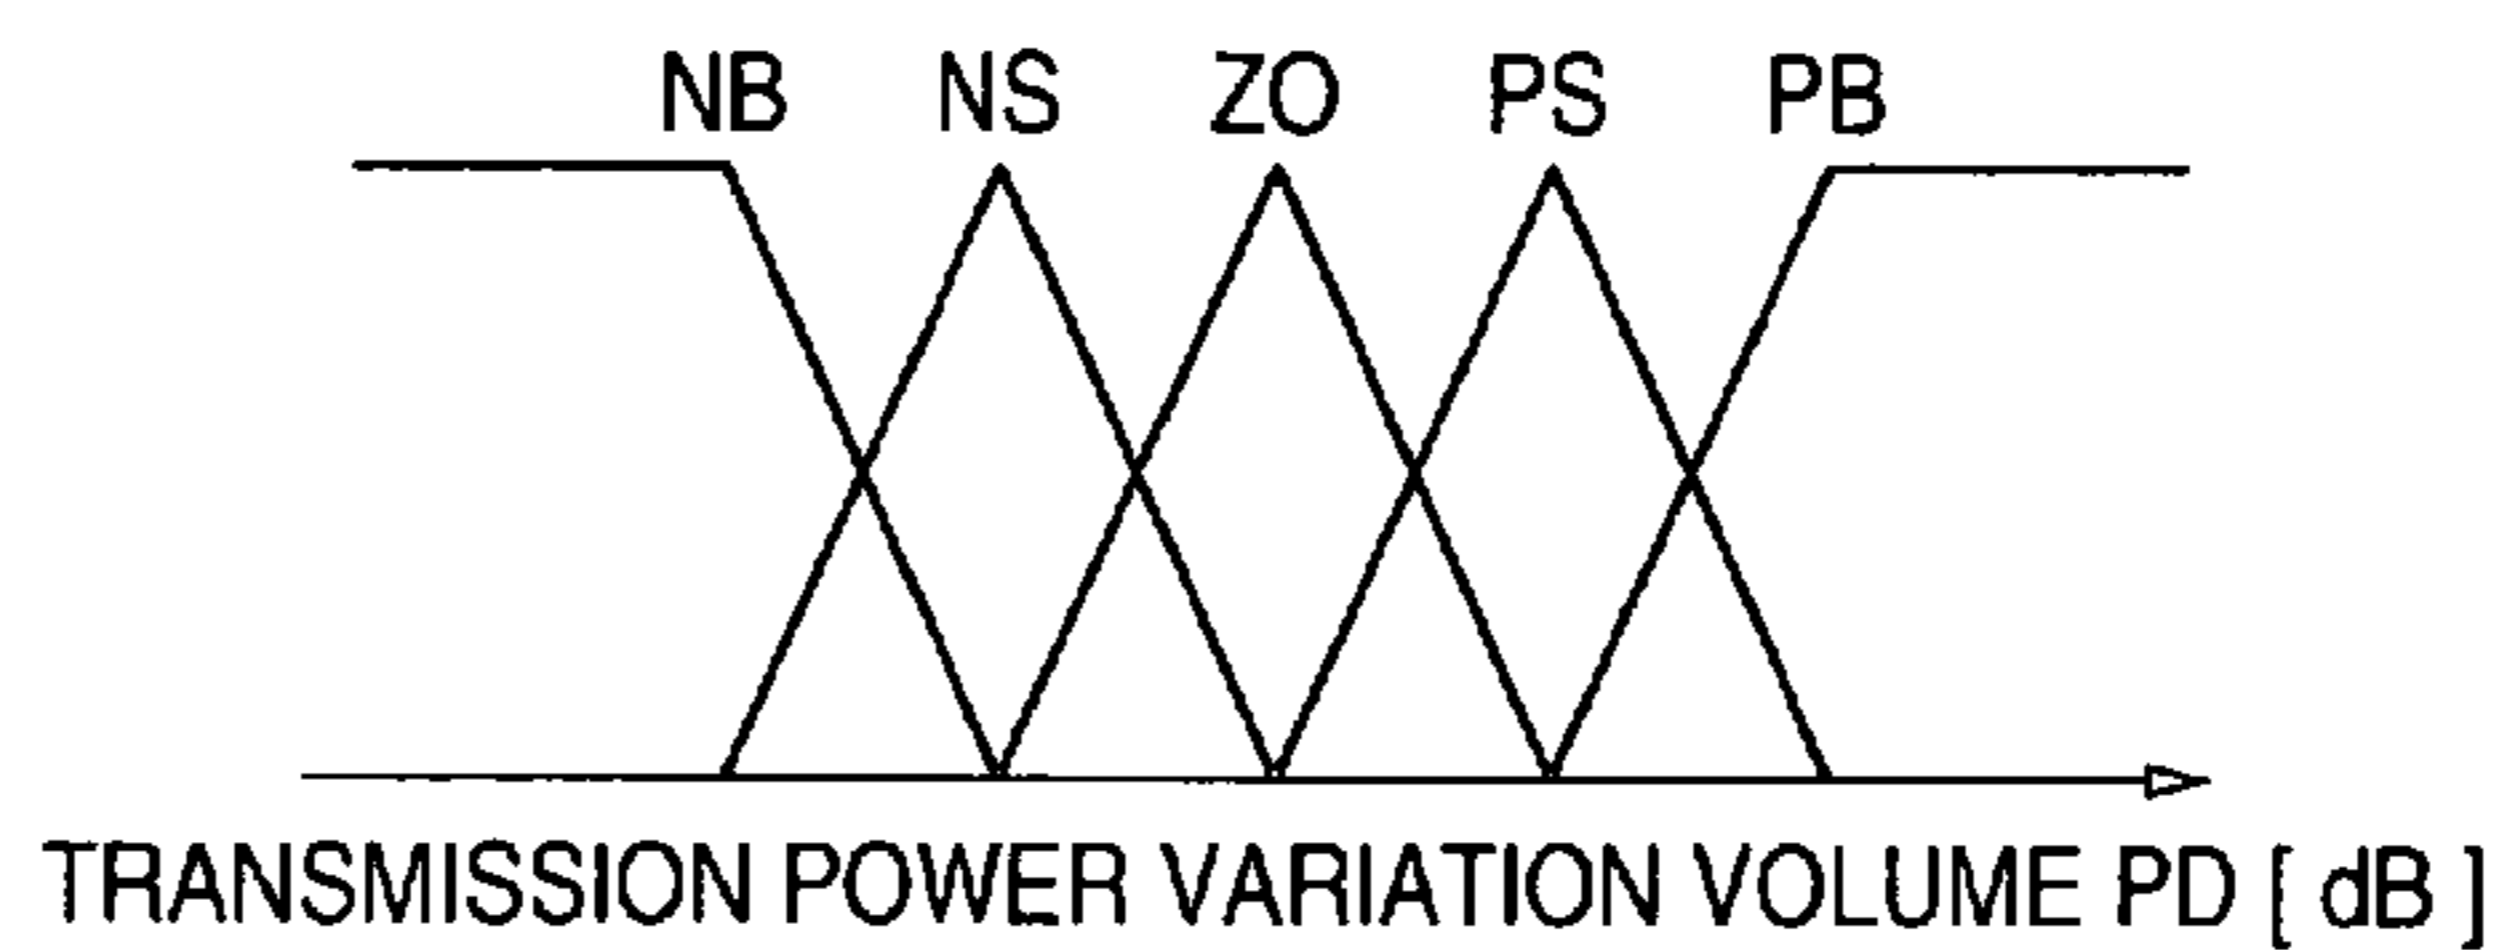 NB NS ZO PS PB
TRANSMISSION POWER VARIATION VOLUME PD [ dB ]